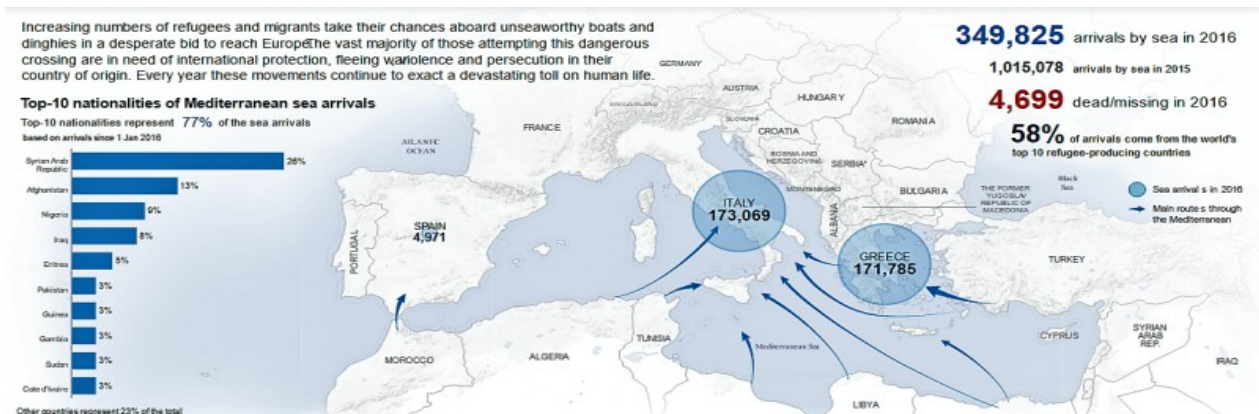 Increasing numbers of refugees and migrants take their chances aboard unseaworthy boats and
dinghies in a desperate bid to reach Europe.The vast majority of those attempting this dangerous
crossing are in need of international protection, fleeing violence and persecution in their
country of origin. Every year these movements continue to exact a devastating toll on human life.
Top-10 nationalities of Mediterranean sea arrivals
Top-10 nationalities represent 77% of the sea arrivals
based on arrivals since 1 Jan 2016
Syrian Arab
Republic
26%
Afghanistan
13%
Nigeria
9%
Iraq
8%
Eritrea
5%
Pakistan
3%
Guinea
3%
Gambia
3%
Sudan
3%
Cote d'Ivoire
3%
Other countries represent 23% of the total
349,825 arrivals by sea in 2016
1,015,078 arrivals by sea in 2015
4,699 dead/missing in 2016
58% of arrivals come from the world's
top 10 refugee-producing countries
Sea arrivals in 2016
Main routes through
the Mediterranean
GERMANY
AUSTRIA
SWITZERLAND
HUNGARY
SLOVENIA
FRANCE
CROATIA
ROMANIA
ATLANTIC
OCEAN
BOSNIA AND
HERZEGOVINA
SERBIA
Black
Sea
MONTENEGRO
BULGARIA
THE FORMER
YUGOSLAV
REPUBLIC OF
MACEDONIA
ITALY
173,069
ALBANIA
SPAIN
4,971
PORTUGAL
GREECE
171,785
TURKEY
CYPRUS
SYRIAN
ARAB
REP.
IRAQ
TUNISIA
Mediterranean Sea
MOROCCO
ALGERIA
LIBYA